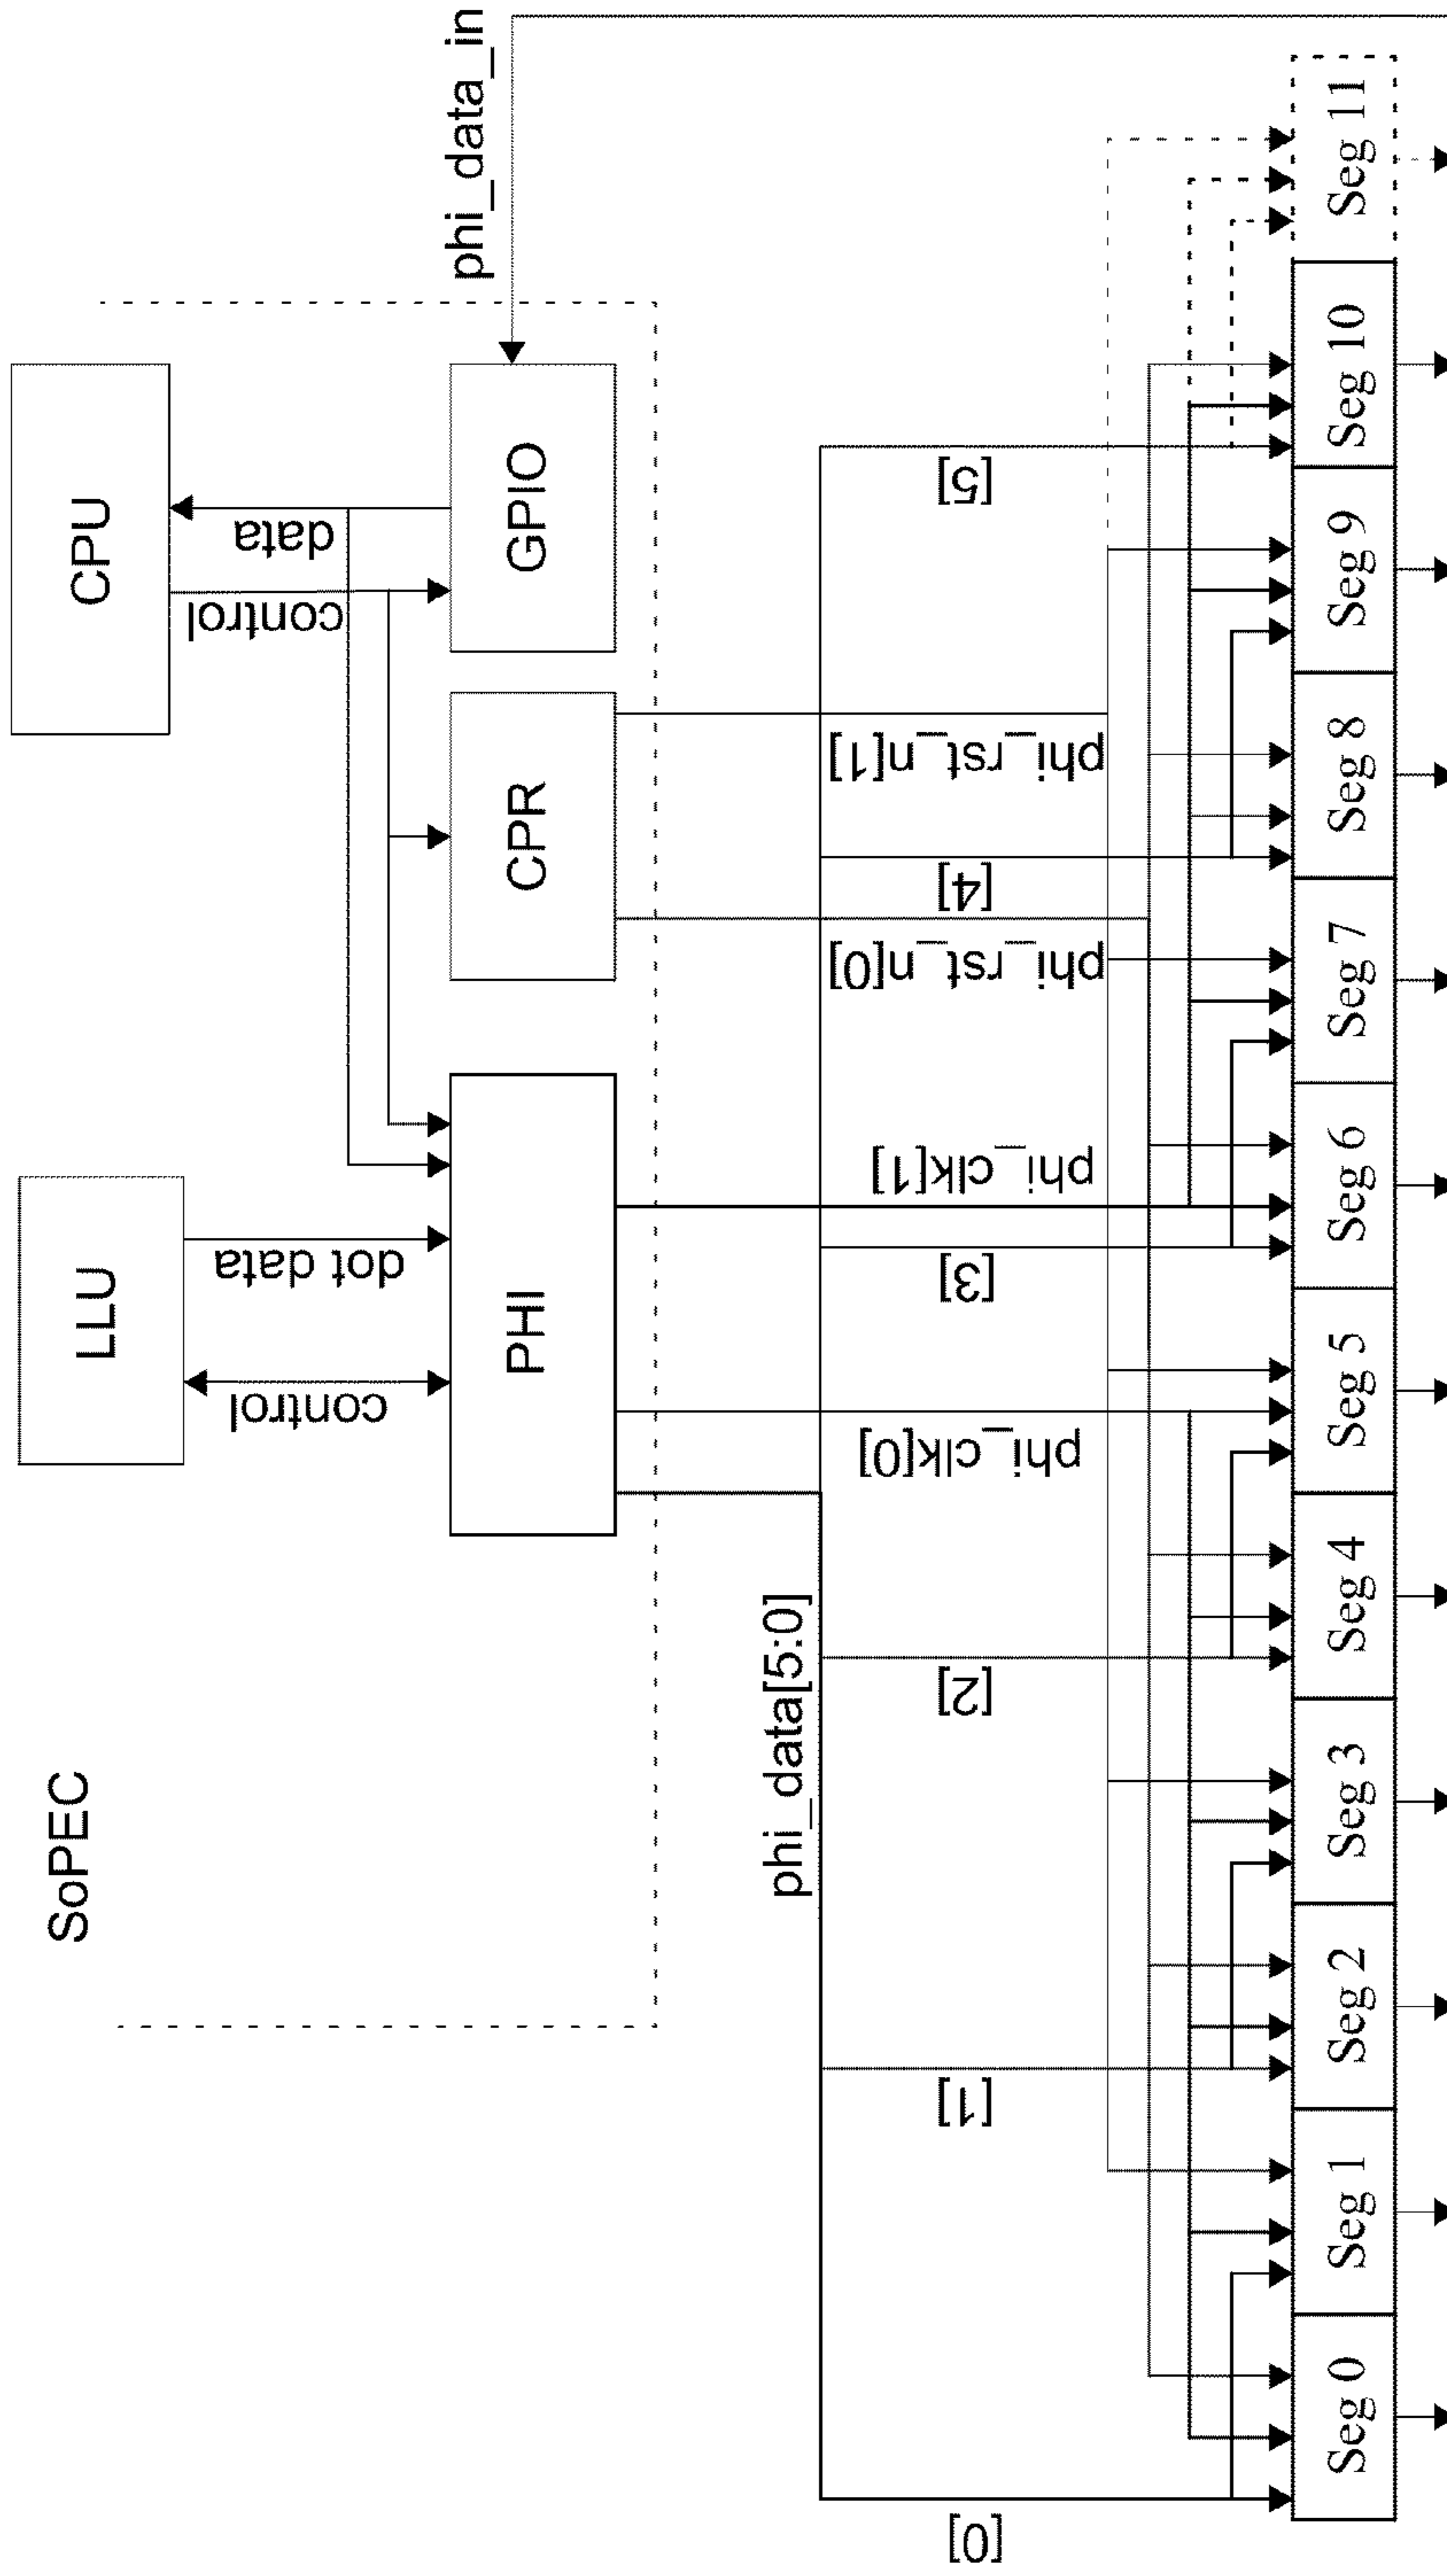 SoPEC
LLU
CPU
control
dot data
control
data
PHI
CPR
GPIO
phi_data_in
phi_data[5:0]
phi_clk[0]
phi_clk[1]
phi_rst_n[0]
phi_rst_n[1]
[0]
[1]
[2]
[3]
[4]
[5]
Seg 0
Seg 1
Seg 2
Seg 3
Seg 4
Seg 5
Seg 6
Seg 7
Seg 8
Seg 9
Seg 10
Seg 11